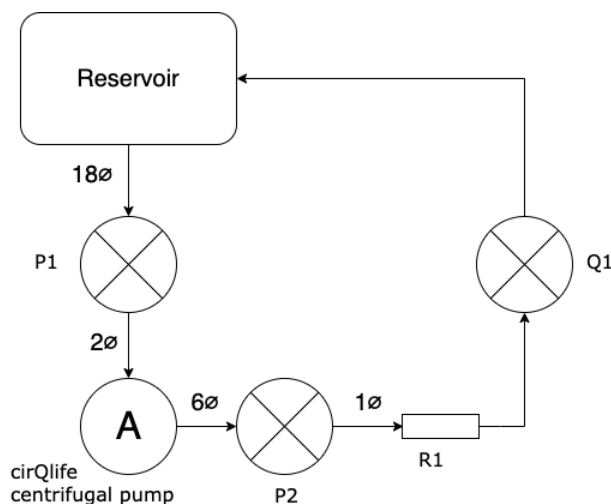 Reservoir
18ø
P1
Q1
2ø
A
6ø
1ø
cirQlife
centrifugal pump
P2
R1